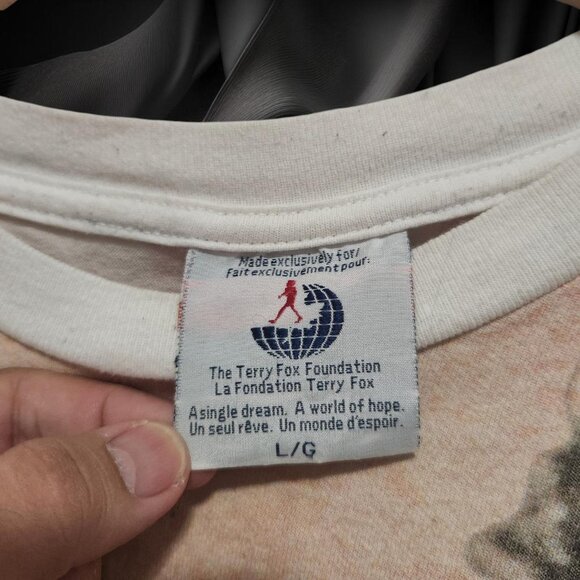 Made exclusively for/
Fait exclusivement pour:
The Terry Fox Foundation
La Fondation Terry Fox
A single dream. A world of hope.
Un seul rêve. Un monde d'espoir.
L/G